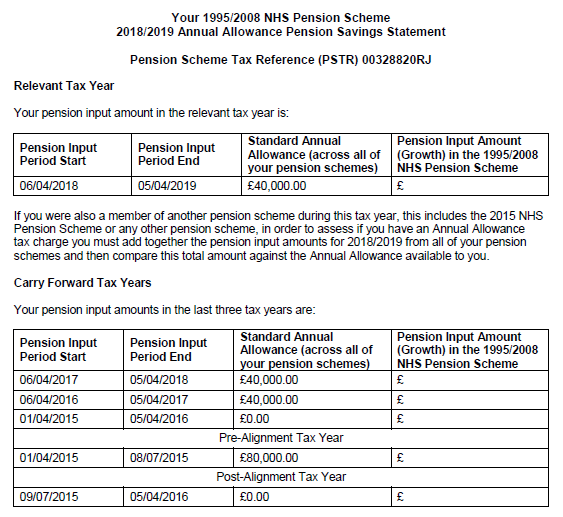 Your 1995/2008 NHS Pension Scheme
2018/2019 Annual Allowance Pension Savings Statement
Pension Scheme Tax Reference (PSTR) 00328820RJ
Relevant Tax Year
Your pension input amount in the relevant tax year is:
Pension Input Period Start | Pension Input Period End | Standard Annual Allowance (across all of your pension schemes) | Pension Input Amount (Growth) in the 1995/2008 NHS Pension Scheme
06/04/2018 | 05/04/2019 | £40,000.00 | £
If you were also a member of another pension scheme during this tax year, this includes the 2015 NHS
Pension Scheme or any other pension scheme, in order to assess if you have an Annual Allowance
tax charge you must add together the pension input amounts for 2018/2019 from all of your pension
schemes and then compare this total amount against the Annual Allowance available to you.
Carry Forward Tax Years
Your pension input amounts in the last three tax years are:
Pension Input Period Start | Pension Input Period End | Standard Annual Allowance (across all of your pension schemes) | Pension Input Amount (Growth) in the 1995/2008 NHS Pension Scheme
06/04/2017 | 05/04/2018 | £40,000.00 | £
06/04/2016 | 05/04/2017 | £40,000.00 | £
01/04/2015 | 05/04/2016 | £0.00 | £
Pre-Alignment Tax Year
01/04/2015 | 08/07/2015 | £80,000.00 | £
Post-Alignment Tax Year
09/07/2015 | 05/04/2016 | £0.00 | £